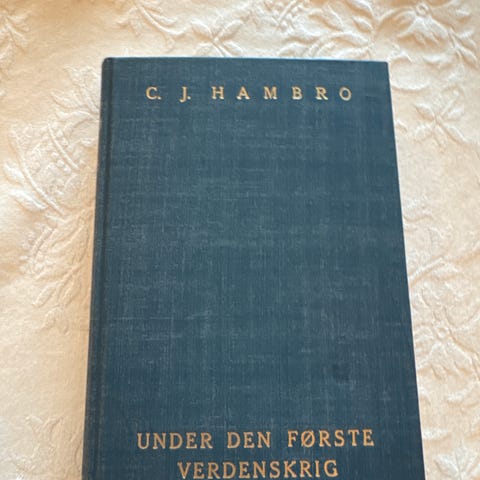 C. J. HAMBRO
UNDER DEN FØRSTE
VERDENSKRIG